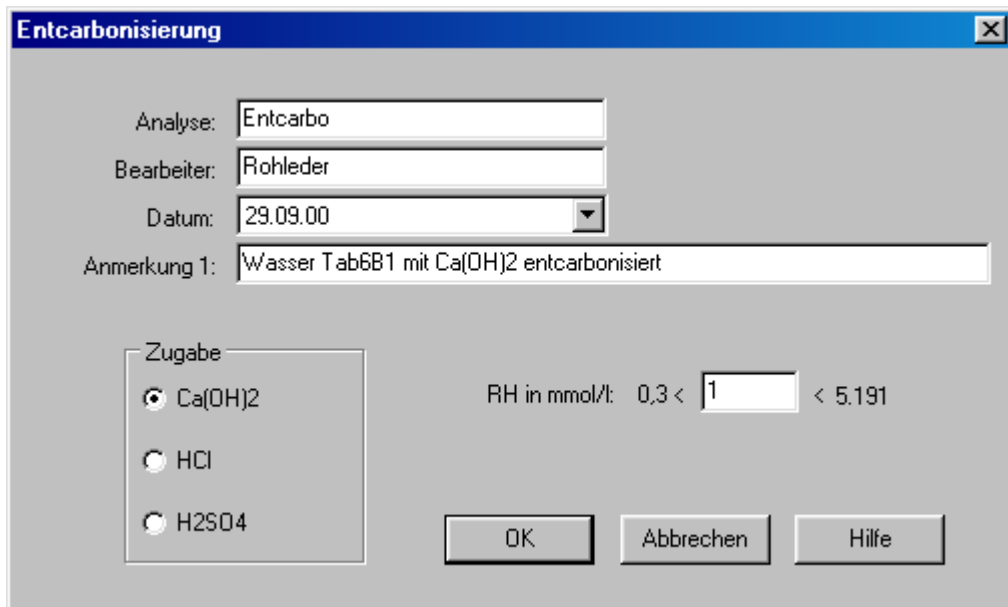 Entcarbonisierung
Analyse: Entcarbo
Bearbeiter: Rohleder
Datum: 29.09.00
Anmerkung 1: Wasser Tab6B1 mit Ca(OH)2 entcarbonisiert
Zugabe
Ca(OH)2
RH in mmol/l: 0,3 < 1 < 5.191
HCl
H2SO4
OK Abbrechen Hilfe